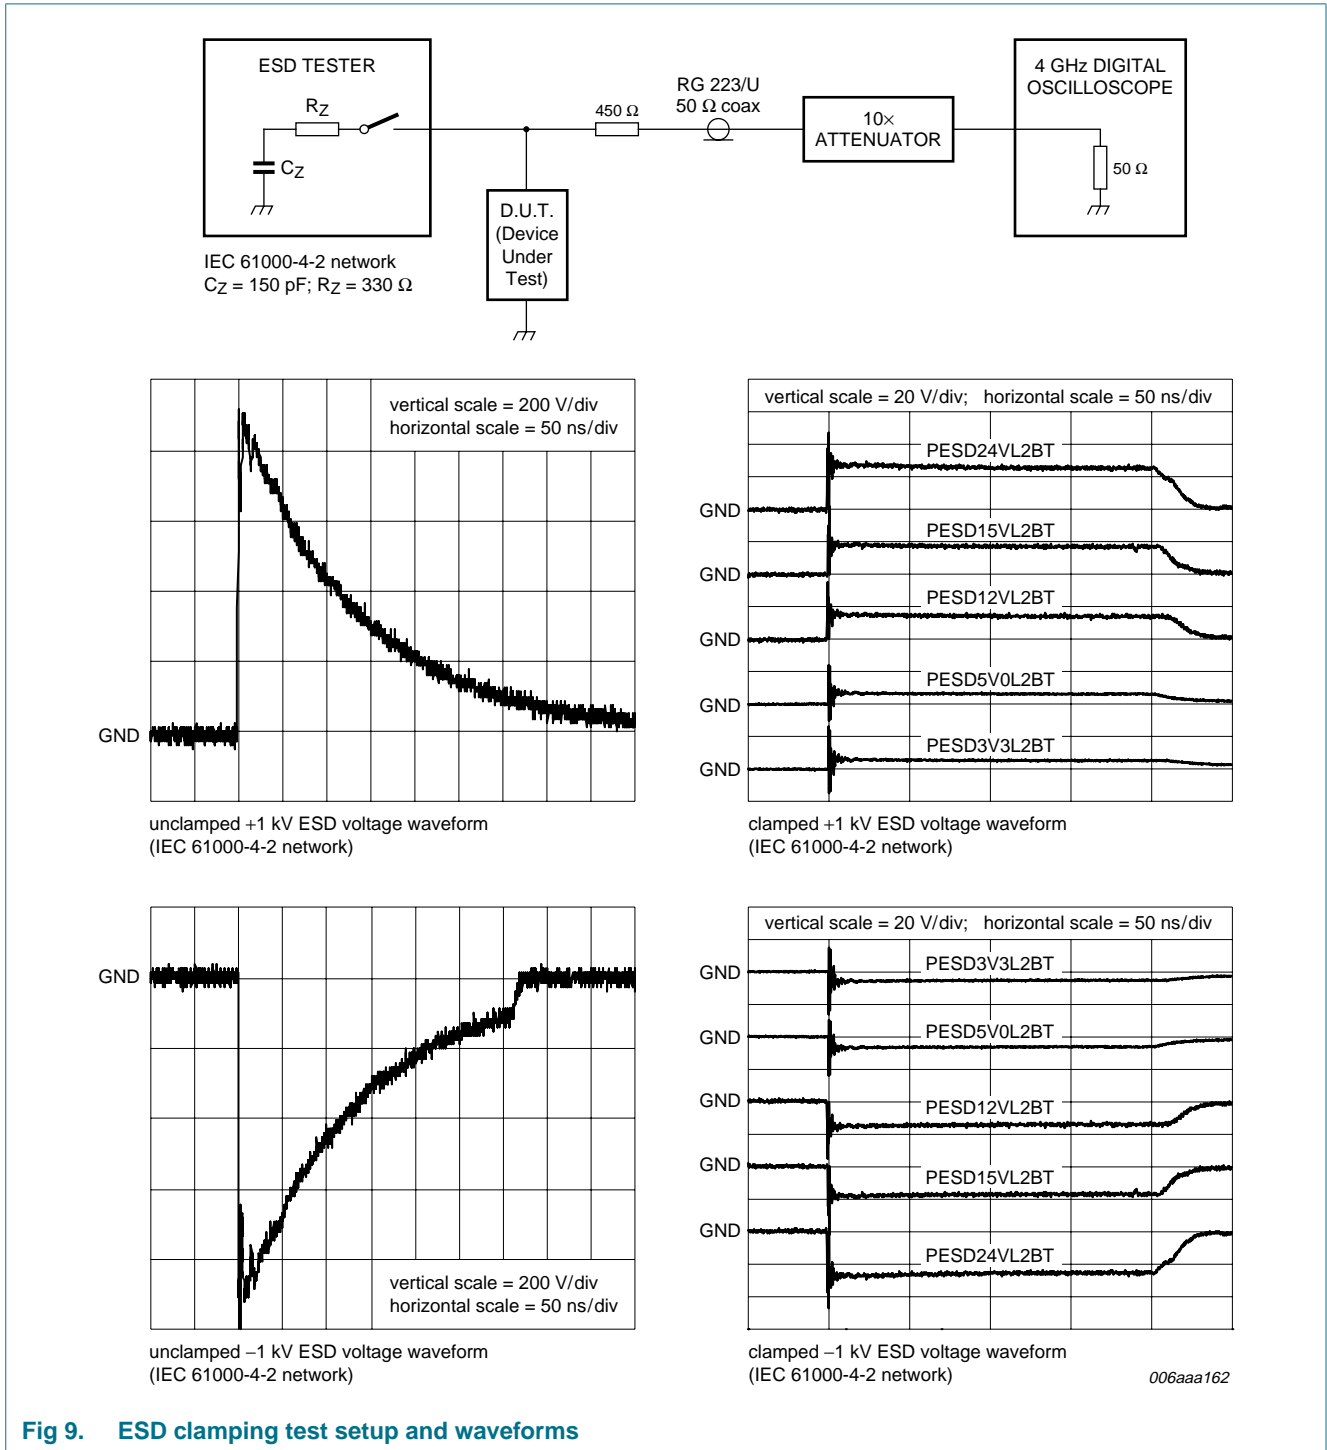 ESD TESTER
RZ
CZ
IEC 61000-4-2 network
CZ = 150 pF; RZ = 330 Ω
D.U.T.
(Device
Under
Test)
450 Ω
RG 223/U
50 Ω coax
10×
ATTENUATOR
4 GHz DIGITAL
OSCILLOSCOPE
50 Ω
vertical scale = 200 V/div
horizontal scale = 50 ns/div
GND
unclamped +1 kV ESD voltage waveform
(IEC 61000-4-2 network)
vertical scale = 20 V/div; horizontal scale = 50 ns/div
PESD24VL2BT
GND
PESD15VL2BT
GND
PESD12VL2BT
GND
PESD5V0L2BT
GND
PESD3V3L2BT
GND
clamped +1 kV ESD voltage waveform
(IEC 61000-4-2 network)
GND
vertical scale = 200 V/div
horizontal scale = 50 ns/div
unclamped −1 kV ESD voltage waveform
(IEC 61000-4-2 network)
vertical scale = 20 V/div; horizontal scale = 50 ns/div
GND
PESD3V3L2BT
GND
PESD5V0L2BT
GND
PESD12VL2BT
GND
PESD15VL2BT
GND
PESD24VL2BT
clamped −1 kV ESD voltage waveform
(IEC 61000-4-2 network)
006aaa162
Fig 9. ESD clamping test setup and waveforms